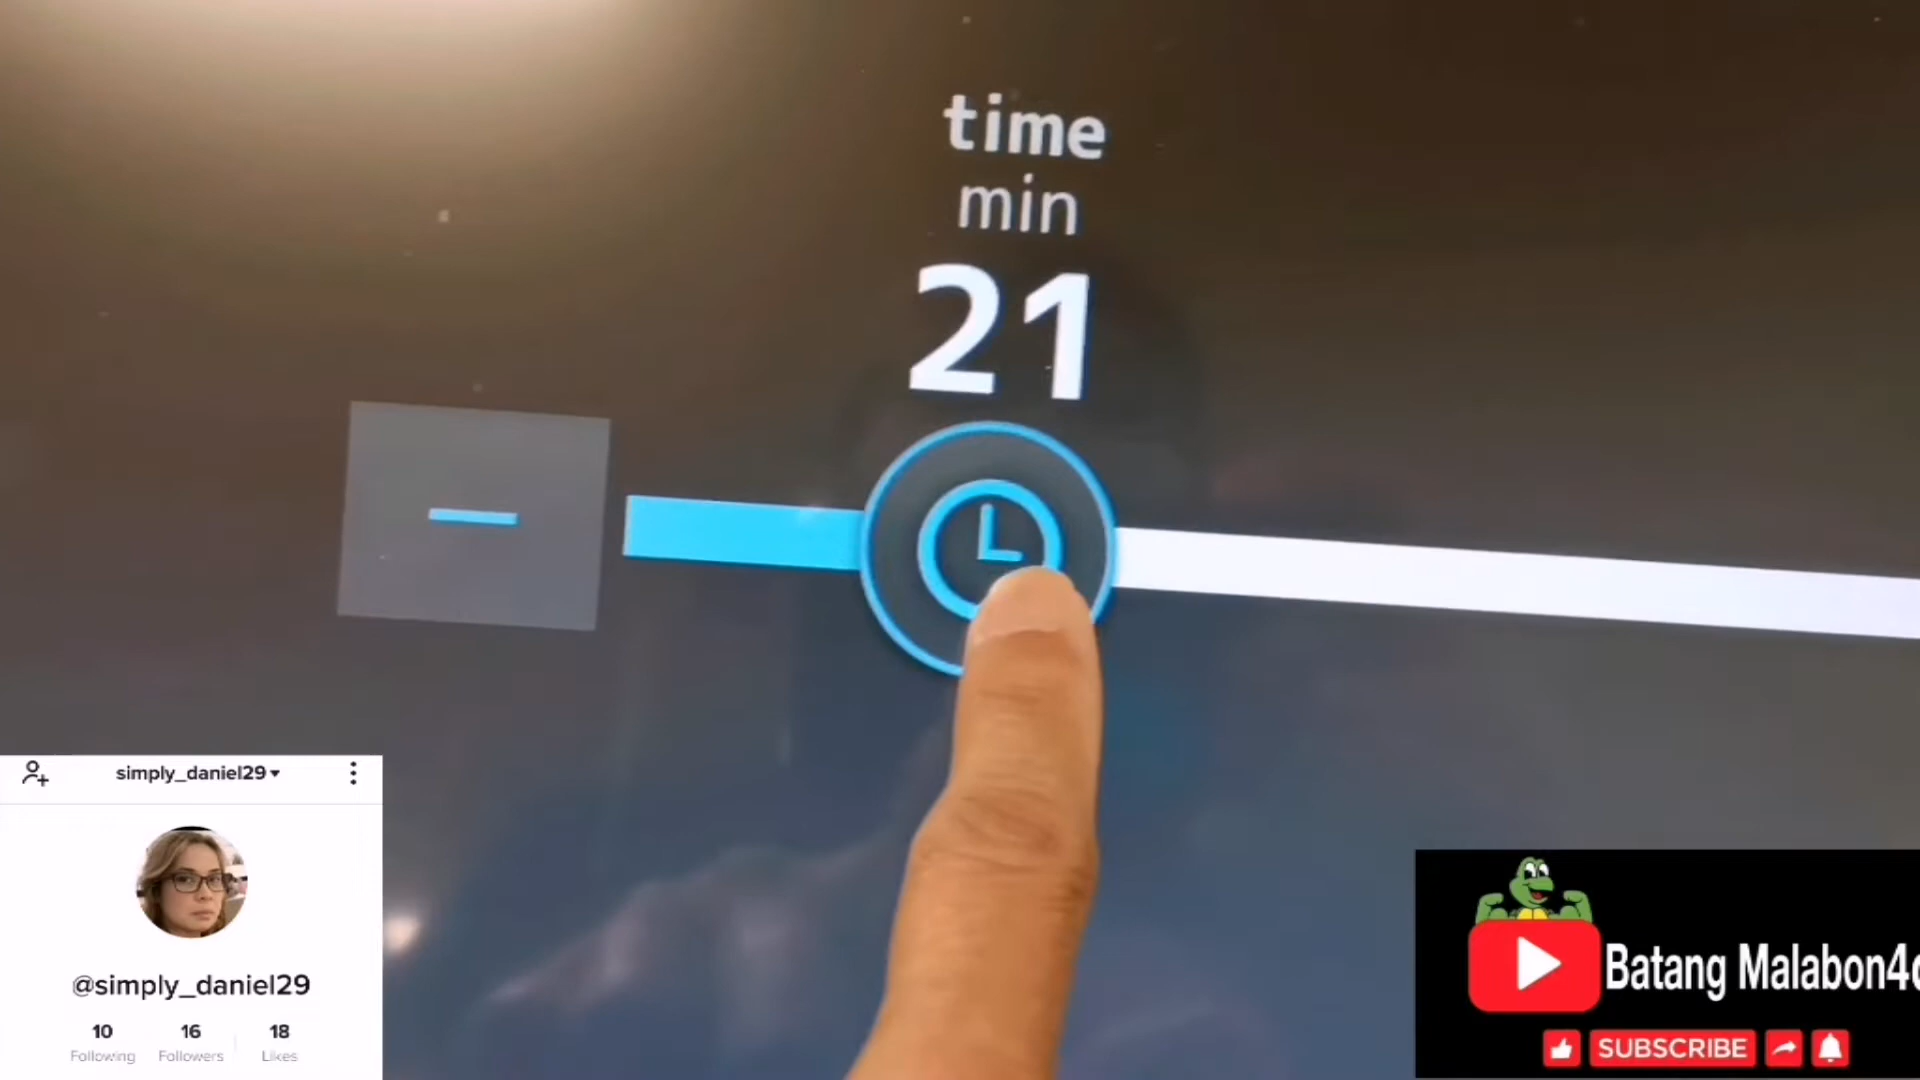 time
min
21
simply_daniel29
@simply_daniel29
10 16 18
Following Followers Likes
Batang Malabon4
SUBSCRIBE